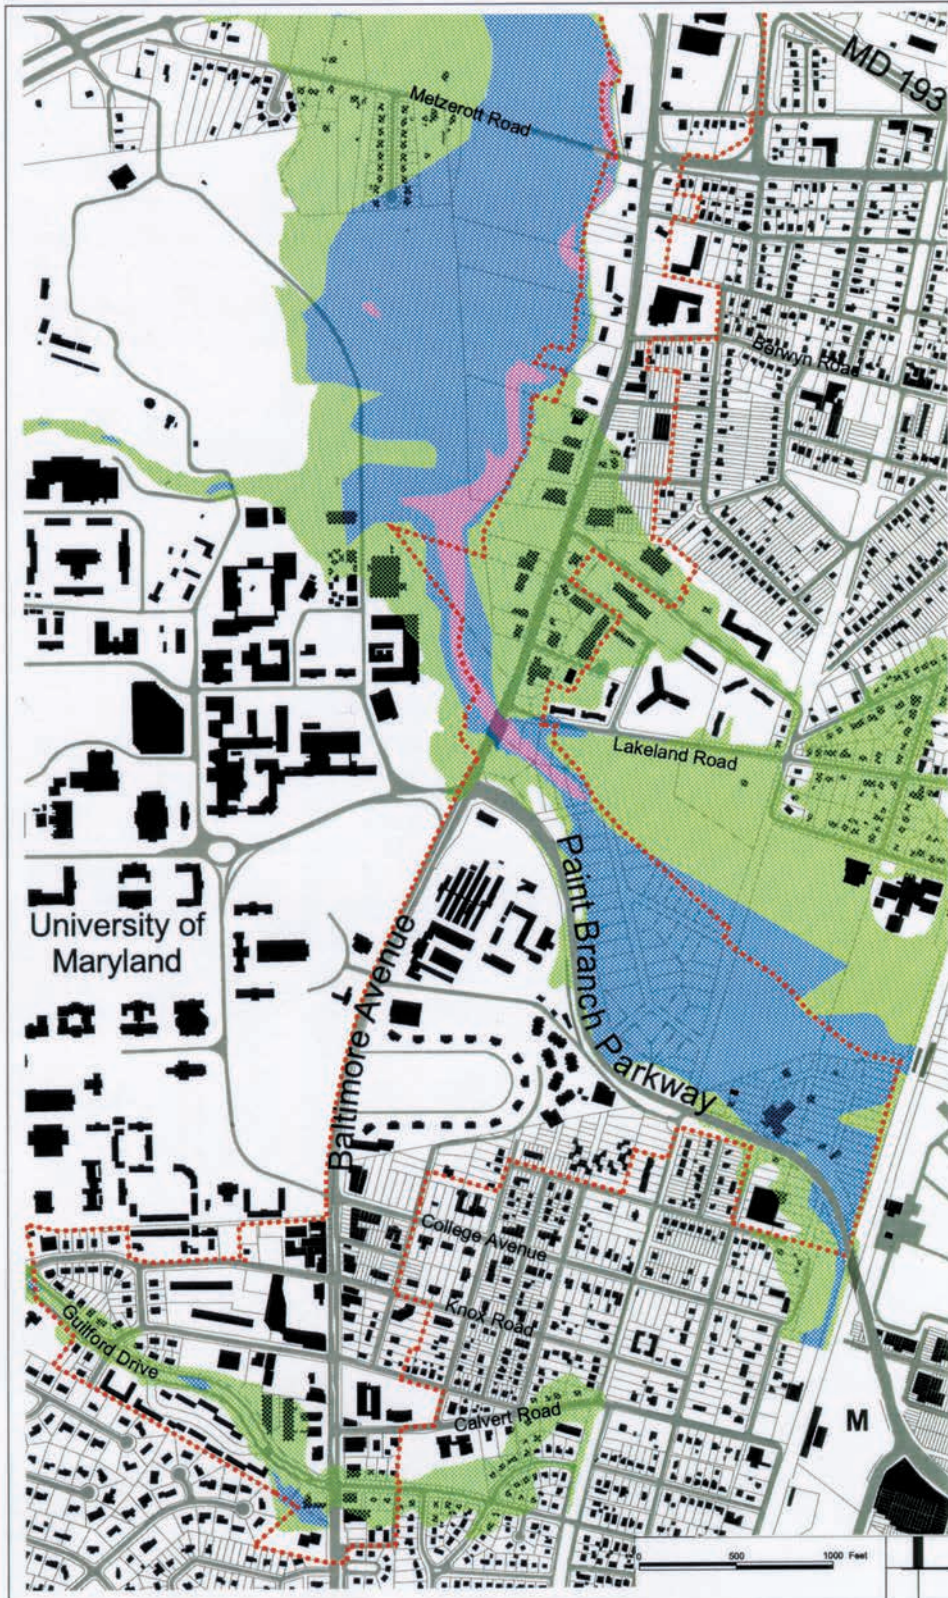 MD 193
Metzerott Road
Berwyn Road
Lakeland Road
University of
Maryland
Paint Branch Parkway
Baltimore Avenue
College Avenue
Knox Road
Guilford Drive
Calvert Road
M
0 500 1000 Feet